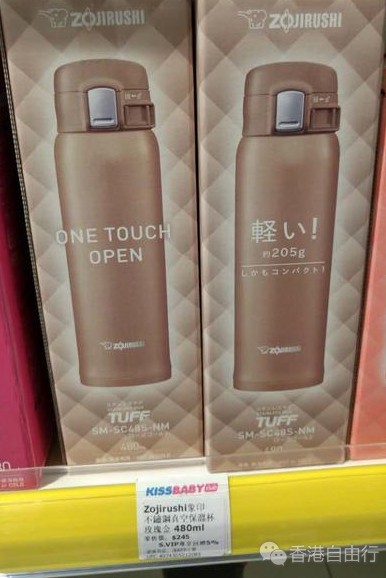 ZOJIRUSHI
ONE TOUCH
OPEN
ZOJIRUSHI
TUFF
SM-SC48S-NM
480
ZOJIRUSHI
軽い!
約205g
しかもコンパクト!
ZOJIRUSHI
TUFF
SM-SC48S-NM
KISSBABY
Zojirushi象印
不鏽鋼真空保溫杯
玫瑰金 480ml
$245
香港自由行